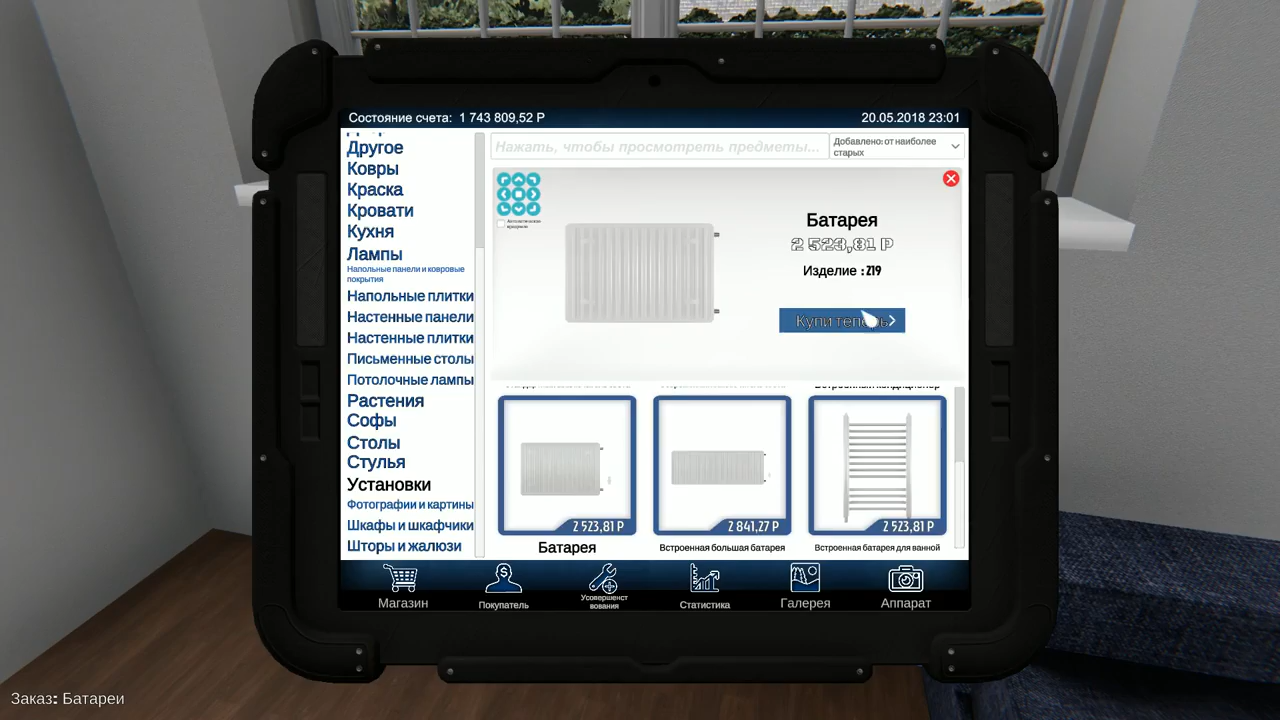 Состояние счета: 1 743 809,52 Р
20.05.2018 23:01
Другое
Ковры
Краска
Кровати
Кухня
Лампы
Напольные панели и ковровые
покрытия
Напольные плитки
Настенные панели
Настенные плитки
Письменные столы
Потолочные лампы
Растения
Софы
Столы
Стулья
Установки
Фотографии и картины
Шкафы и шкафчики
Шторы и жалюзи
Нажать, чтобы просмотреть предметы...
Добавлено: от наиболее
старых
Батарея
2 523,81 Р
Изделие : 219
Купи теперь
2 523,81 Р
2 841,27 Р
2 523,81 Р
Батарея
Встроенная большая батарея
Встроенная батарея для ванной
Магазин
Покупатель
Усовершенст
вования
Статистика
Галерея
Аппарат
Заказ: Батареи